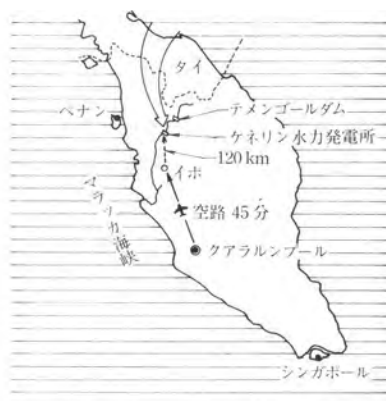 タイ
ペナン
テメンゴールダム
ケネリン水力発電所
120 km
イポ
空路 45 分
マラッカ海峡
クアラルンプール
シンガポール